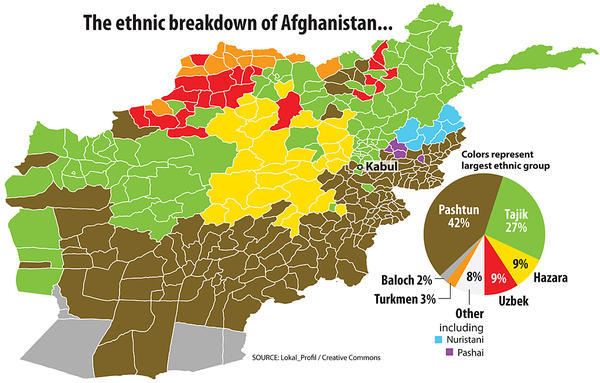 The ethnic breakdown of Afghanistan...
Kabul
Colors represent
largest ethnic group
Pashtun
42%
Tajik
27%
9%
Hazara
9%
Uzbek
8%
Other
including
Nuristani
Pashai
Baloch 2%
Turkmen 3%
SOURCE: Lokal_Profil / Creative Commons